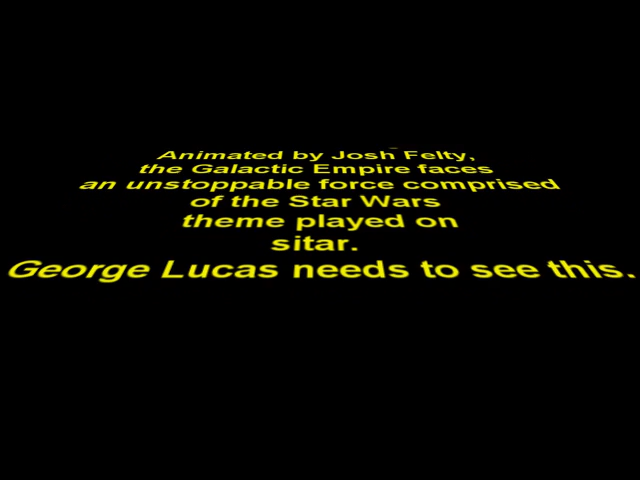 Animated by Josh Felty,
the Galactic Empire faces
an unstoppable force comprised
of the Star Wars
theme played on
sitar.
George Lucas needs to see this.